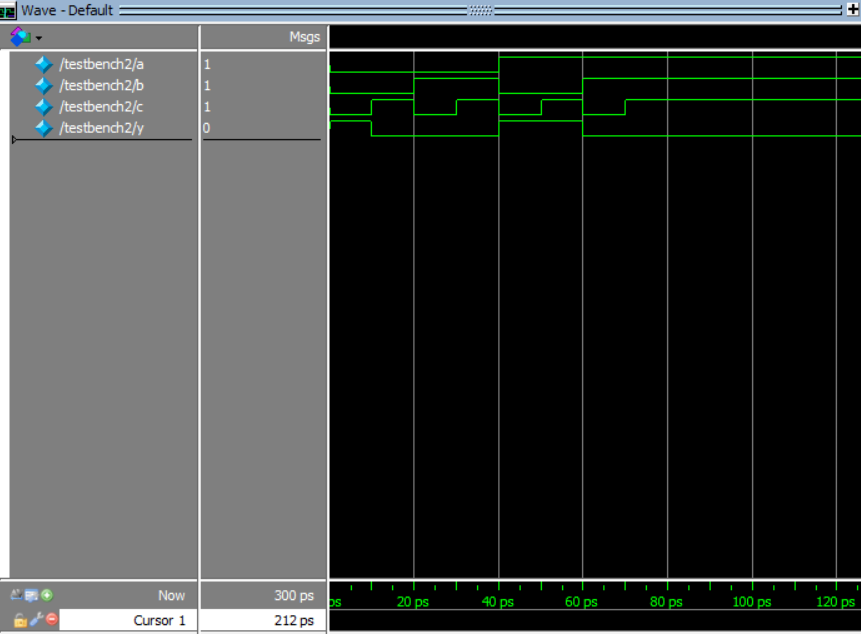 Wave - Default
Msgs
/testbench2/a 1
/testbench2/b 1
/testbench2/c 1
/testbench2/y 0
Now 300 ps
ps 20 ps 40 ps 60 ps 80 ps 100 ps 120 ps
Cursor 1 212 ps